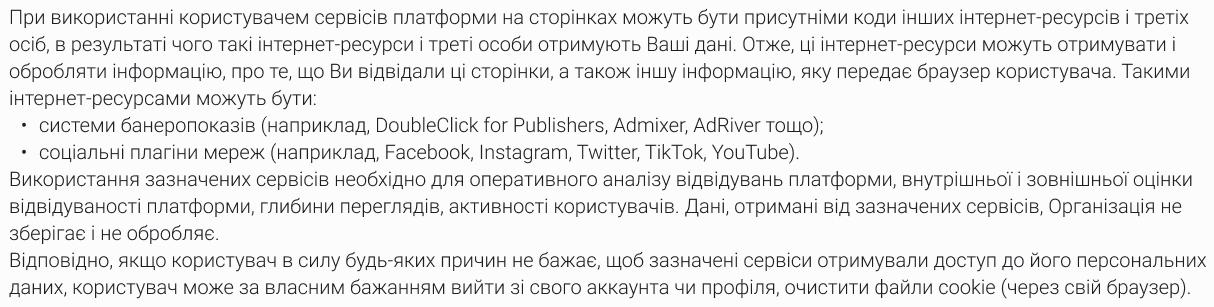 При використанні користувачем сервісів платформи на сторінках можуть бути присутніми коди інших інтернет-ресурсів і третіх
осіб, в результаті чого такі інтернет-ресурси і треті особи отримують Ваші дані. Отже, ці інтернет-ресурси можуть отримувати і
обробляти інформацію, про те, що Ви відвідали ці сторінки, а також іншу інформацію, яку передає браузер користувача. Такими
інтернет-ресурсами можуть бути:
• системи банеропоказів (наприклад, DoubleClick for Publishers, Admixer, AdRiver тощо);
• соціальні плагіни мереж (наприклад, Facebook, Instagram, Twitter, TikTok, YouTube).
Використання зазначених сервісів необхідно для оперативного аналізу відвідувань платформи, внутрішньої і зовнішньої оцінки
відвідуваності платформи, глибини переглядів, активності користувачів. Дані, отримані від зазначених сервісів, Організація не
зберігає і не обробляє.
Відповідно, якщо користувач в силу будь-яких причин не бажає, щоб зазначені сервіси отримували доступ до його персональних
даних, користувач може за власним бажанням вийти зі свого аккаунта чи профіля, очистити файли cookie (через свій браузер).